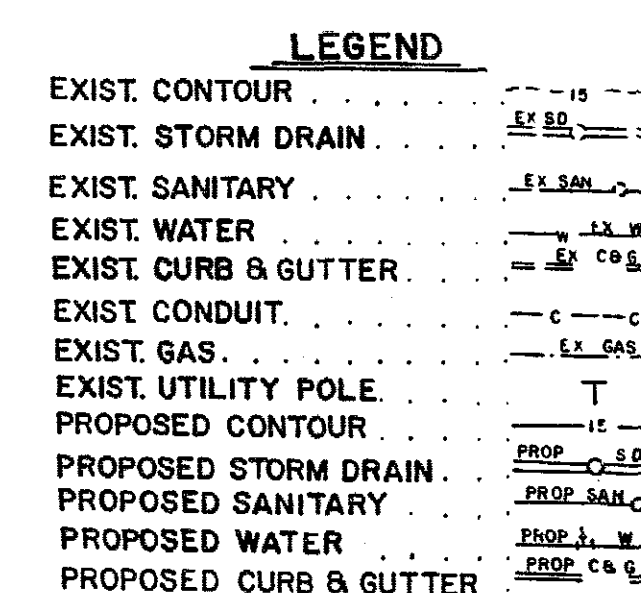 LEGEND
EXIST. CONTOUR . . . . . . . --- 15 --
EXIST. STORM DRAIN . . . . . EX SD
EXIST. SANITARY . . . . . . . EX SAN
EXIST. WATER . . . . . . . W EX W
EXIST. CURB & GUTTER . . . . EX C&G
EXIST. CONDUIT. . . . . . . . — C — — C
EXIST. GAS. . . . . . . . . . EX GAS
EXIST. UTILITY POLE. . . . . T
PROPOSED CONTOUR . . . . . — 15 —
PROPOSED STORM DRAIN . . . PROP SD
PROPOSED SANITARY . . . . PROP SAN
PROPOSED WATER . . . . PROP W
PROPOSED CURB & GUTTER . PROP C&G